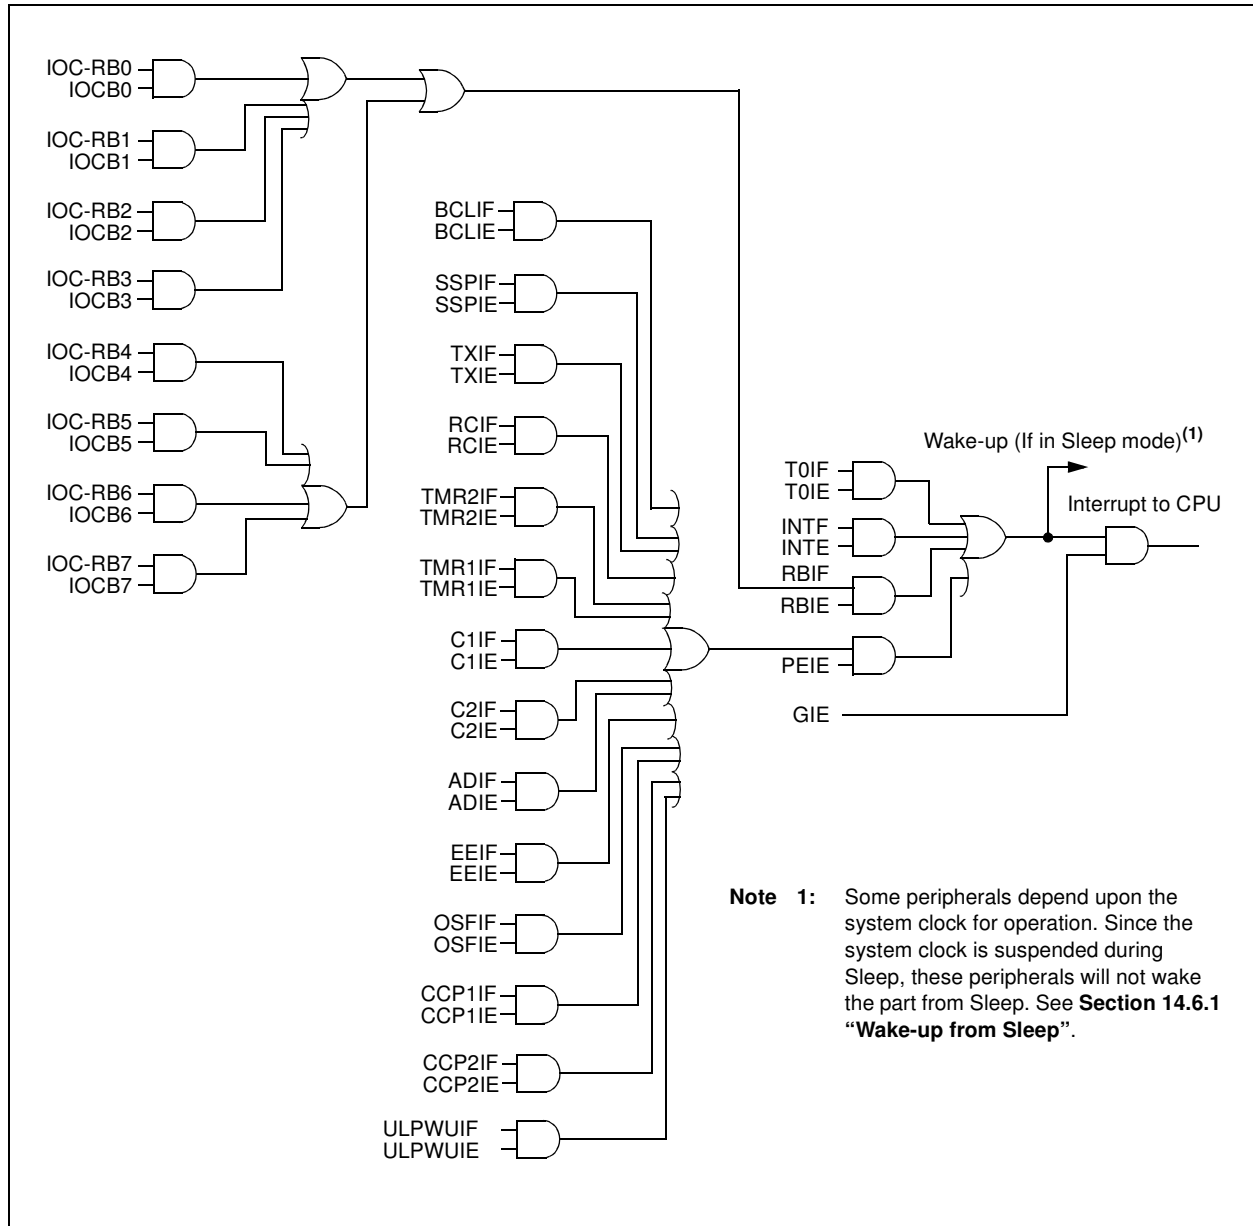 IOC-RB0
IOCB0
IOC-RB1
IOCB1
IOC-RB2
IOCB2
IOC-RB3
IOCB3
IOC-RB4
IOCB4
IOC-RB5
IOCB5
IOC-RB6
IOCB6
IOC-RB7
IOCB7
BCLIF
BCLIE
SSPIF
SSPIE
TXIF
TXIE
RCIF
RCIE
TMR2IF
TMR2IE
TMR1IF
TMR1IE
C1IF
C1IE
C2IF
C2IE
ADIF
ADIE
EEIF
EEIE
OSFIF
OSFIE
CCP1IF
CCP1IE
CCP2IF
CCP2IE
ULPWUIF
ULPWUIE
T0IF
T0IE
INTF
INTE
RBIF
RBIE
PEIE
GIE
Wake-up (If in Sleep mode)(1)
Interrupt to CPU
Note 1: Some peripherals depend upon the
system clock for operation. Since the
system clock is suspended during
Sleep, these peripherals will not wake
the part from Sleep. See Section 14.6.1
“Wake-up from Sleep”.